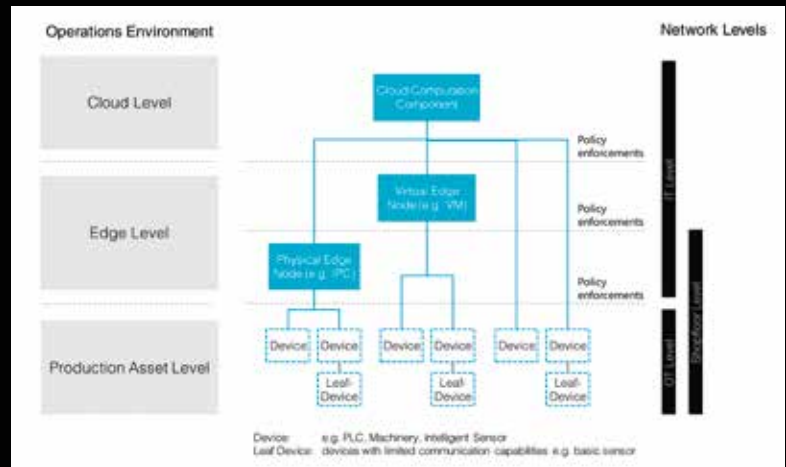 Operations Environment
Network Levels
Cloud Level
Cloud Computation
Component
Policy
enforcements
Virtual Edge
Node (e.g. VM)
Edge Level
Policy
enforcements
Physical Edge
Node (e.g. IPC)
Policy
enforcements
IT Level
Shopfloor Level
OT Level
Production Asset Level
Device
Device
Device
Device
Device
Device
Leaf-
Device
Leaf-
Device
Leaf-
Device
Device: e.g. PLC, Machinery, Intelligent Sensor
Leaf Device: devices with limited communication capabilities e.g. basic sensor